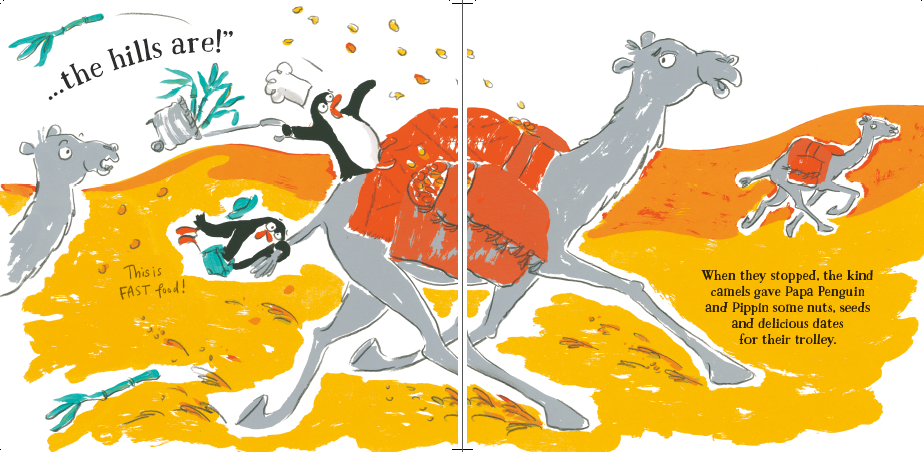 ...the hills are!”
This is
FAST food!
When they stopped, the kind
camels gave Papa Penguin
and Pippin some nuts, seeds
and delicious dates
for their trolley.